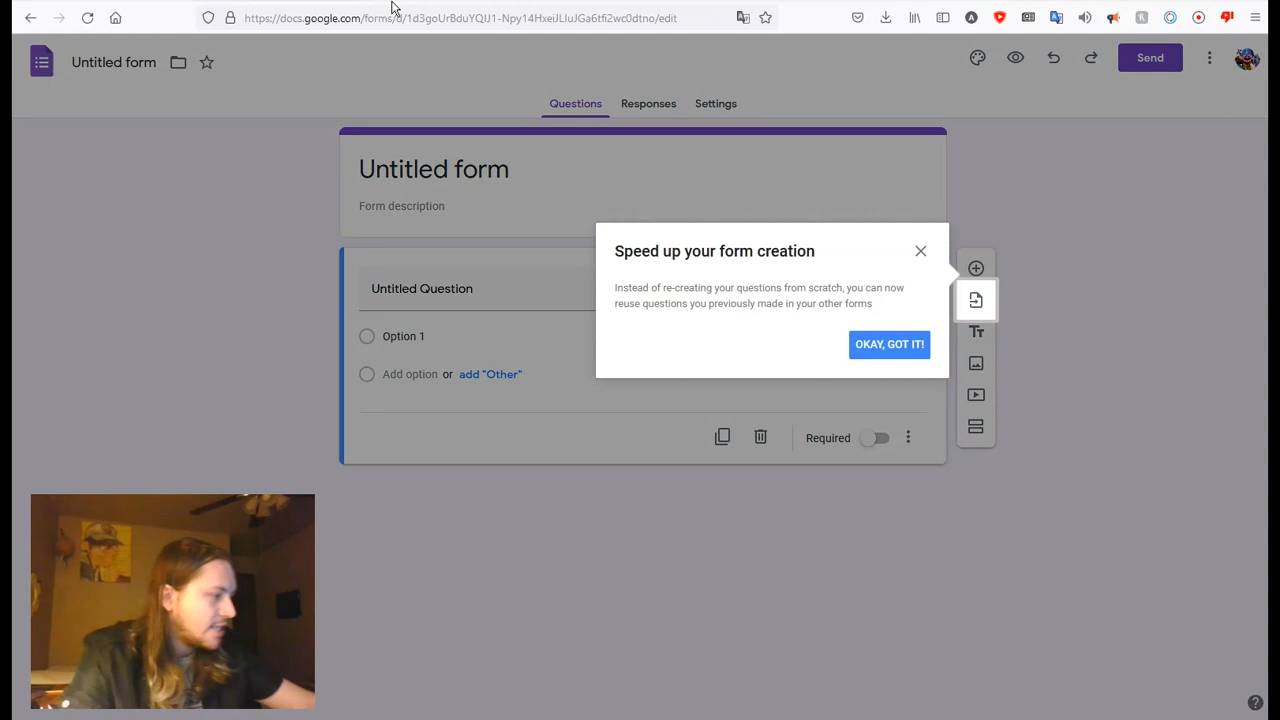 https://docs.google.com/forms/d/1d3goUrBduYQIJ1-Npy14HxeiJLIuJGa6tfi2wc0dtno/edit
Untitled form
Send
Questions
Responses
Settings
Untitled form
Form description
Speed up your form creation
Instead of re-creating your questions from scratch, you can now
reuse questions you previously made in your other forms
OKAY, GOT IT!
Untitled Question
Option 1
Add option or add "Other"
Required